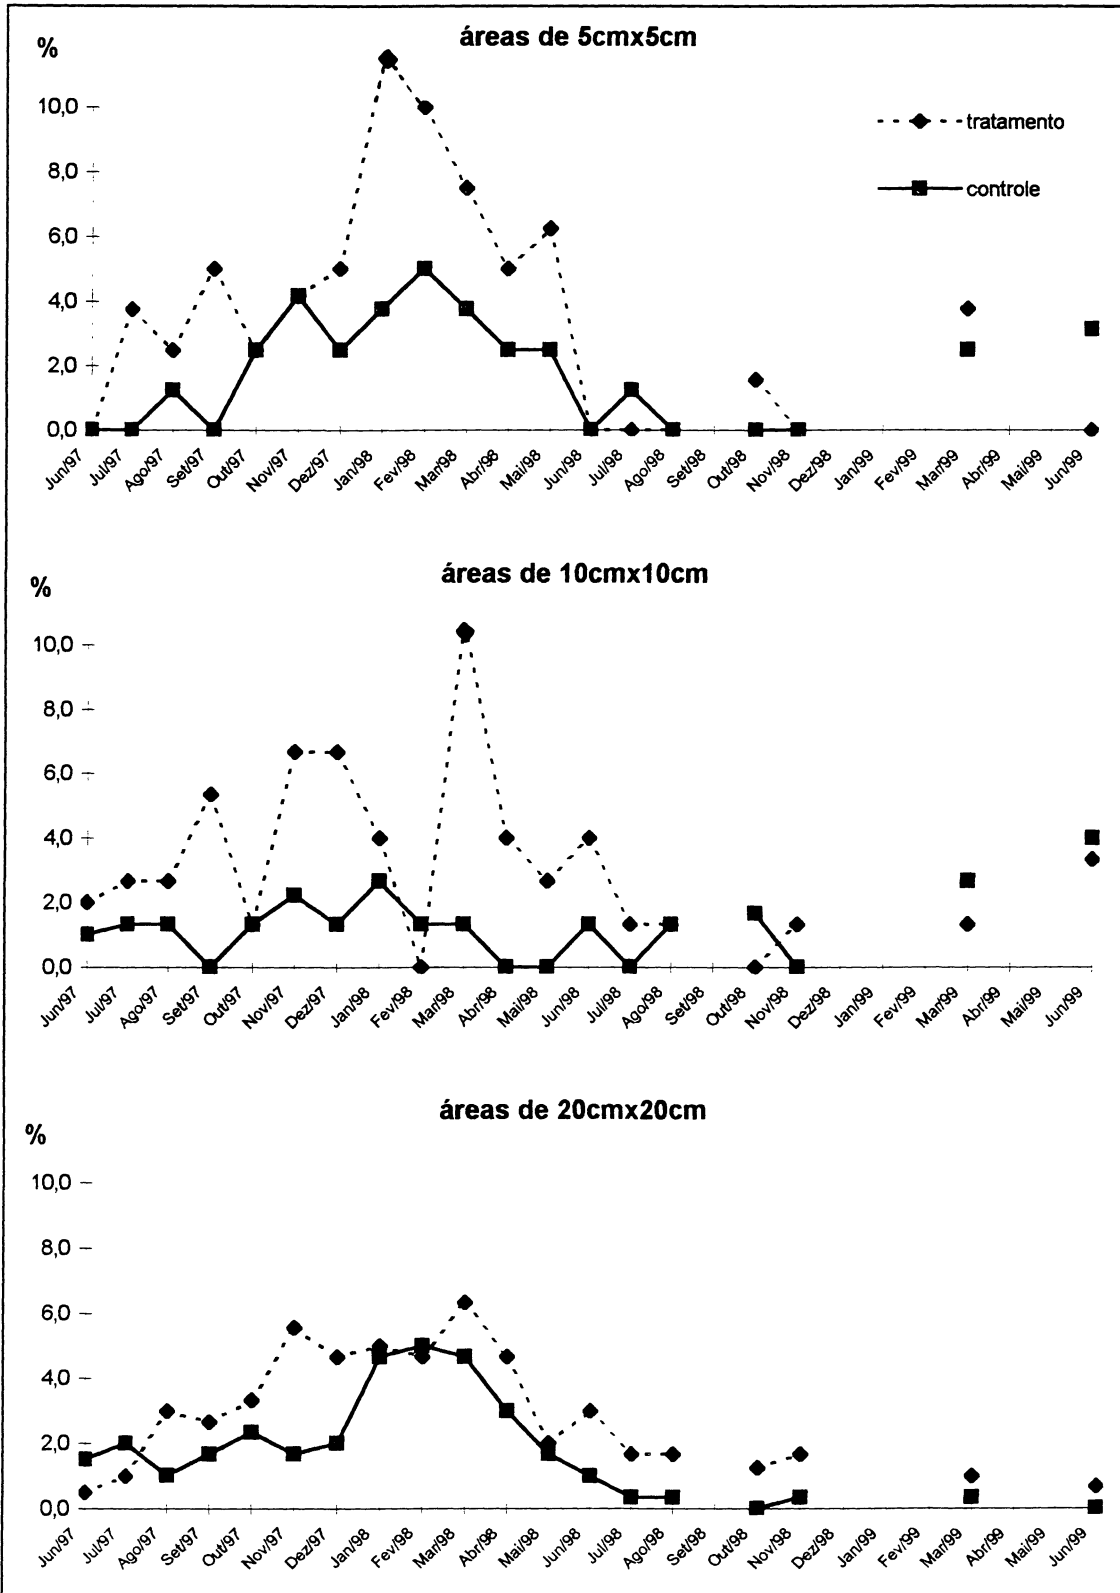 áreas de 5cmx5cm
%
10,0
8,0
6,0
4,0
2,0
0,0
tratamento
controle
Jun/97 Jul/97 Ago/97 Set/97 Out/97 Nov/97 Dez/97 Jan/98 Fev/98 Mar/98 Abr/98 Mai/98 Jun/98 Jul/98 Ago/98 Set/98 Out/98 Nov/98 Dez/98 Jan/99 Fev/99 Mar/99 Abr/99 Mai/99 Jun/99
áreas de 10cmx10cm
%
10,0
8,0
6,0
4,0
2,0
0,0
Jun/97 Jul/97 Ago/97 Set/97 Out/97 Nov/97 Dez/97 Jan/98 Fev/98 Mar/98 Abr/98 Mai/98 Jun/98 Jul/98 Ago/98 Set/98 Out/98 Nov/98 Dez/98 Jan/99 Fev/99 Mar/99 Abr/99 Mai/99 Jun/99
áreas de 20cmx20cm
%
10,0
8,0
6,0
4,0
2,0
0,0
Jun/97 Jul/97 Ago/97 Set/97 Out/97 Nov/97 Dez/97 Jan/98 Fev/98 Mar/98 Abr/98 Mai/98 Jun/98 Jul/98 Ago/98 Set/98 Out/98 Nov/98 Dez/98 Jan/99 Fev/99 Mar/99 Abr/99 Mai/99 Jun/99